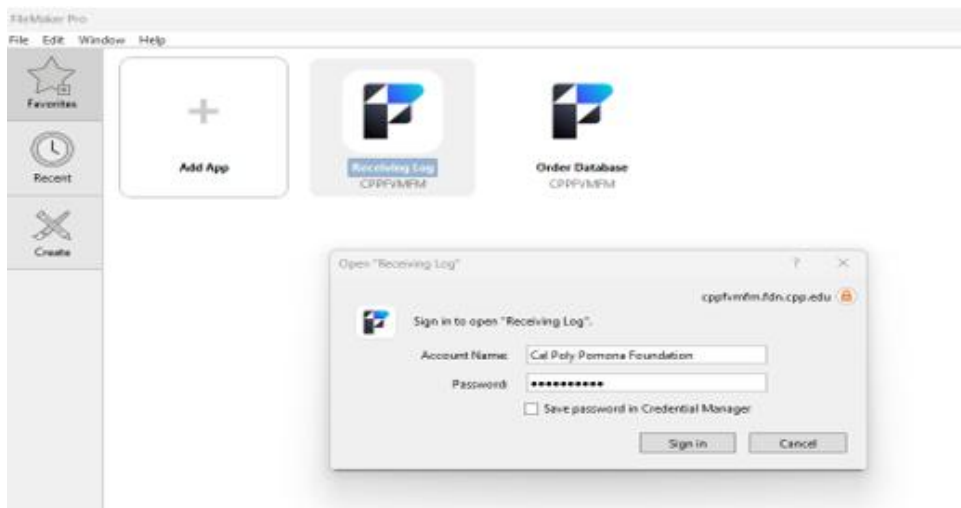 FileMaker Pro
File Edit Window Help
Favorites
Recent
Create
Add App
Receiving Log
CPPFVMFM
Order Database
CPPFVMFM
Open "Receiving Log"
? ×
cppfvmfm.fdn.cpp.edu
Sign in to open "Receiving Log".
Account Name: Cal Poly Pomona Foundation
Password: ••••••••••
Save password in Credential Manager
Sign in Cancel